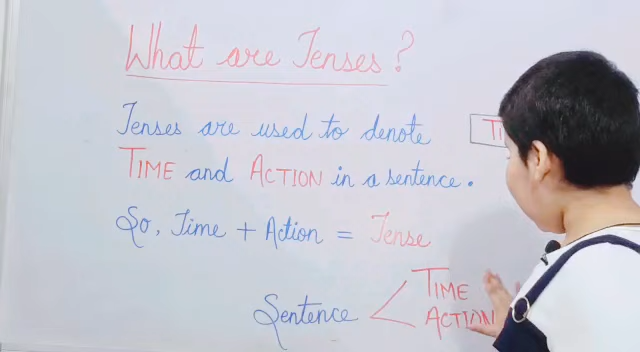 What are Tenses?
Tenses are used to denote
TIME and ACTION in a sentence.
So, Time + Action = Tense
Sentence < TIME
ACTION